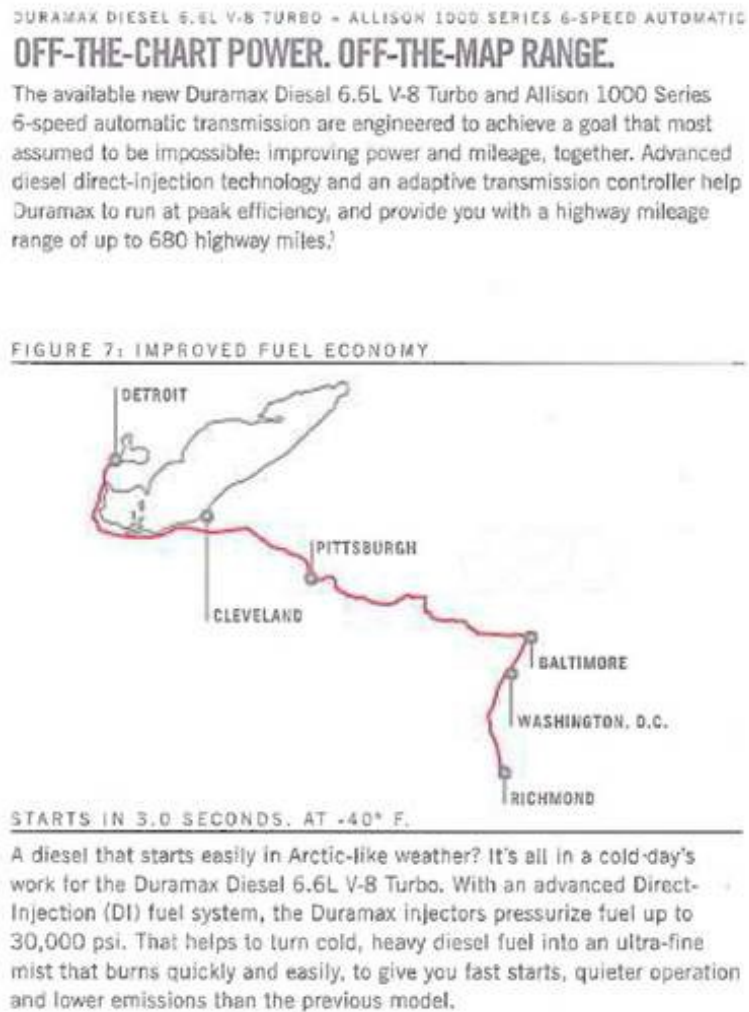 DURAMAX DIESEL 6.6L V-8 TURBO - ALLISON 1000 SERIES 6-SPEED AUTOMATIC
OFF-THE-CHART POWER. OFF-THE-MAP RANGE.
The available new Duramax Diesel 6.6L V-8 Turbo and Allison 1000 Series
6-speed automatic transmission are engineered to achieve a goal that most
assumed to be impossible: improving power and mileage, together. Advanced
diesel direct-injection technology and an adaptive transmission controller help
Duramax to run at peak efficiency, and provide you with a highway mileage
range of up to 680 highway miles.
FIGURE 7: IMPROVED FUEL ECONOMY
DETROIT
PITTSBURGH
CLEVELAND
BALTIMORE
WASHINGTON, D.C.
RICHMOND
STARTS IN 3.0 SECONDS. AT -40° F.
A diesel that starts easily in Arctic-like weather? It's all in a cold-day's
work for the Duramax Diesel 6.6L V-8 Turbo. With an advanced Direct-
Injection (DI) fuel system, the Duramax injectors pressurize fuel up to
30,000 psi. That helps to turn cold, heavy diesel fuel into an ultra-fine
mist that burns quickly and easily, to give you fast starts, quieter operation
and lower emissions than the previous model.